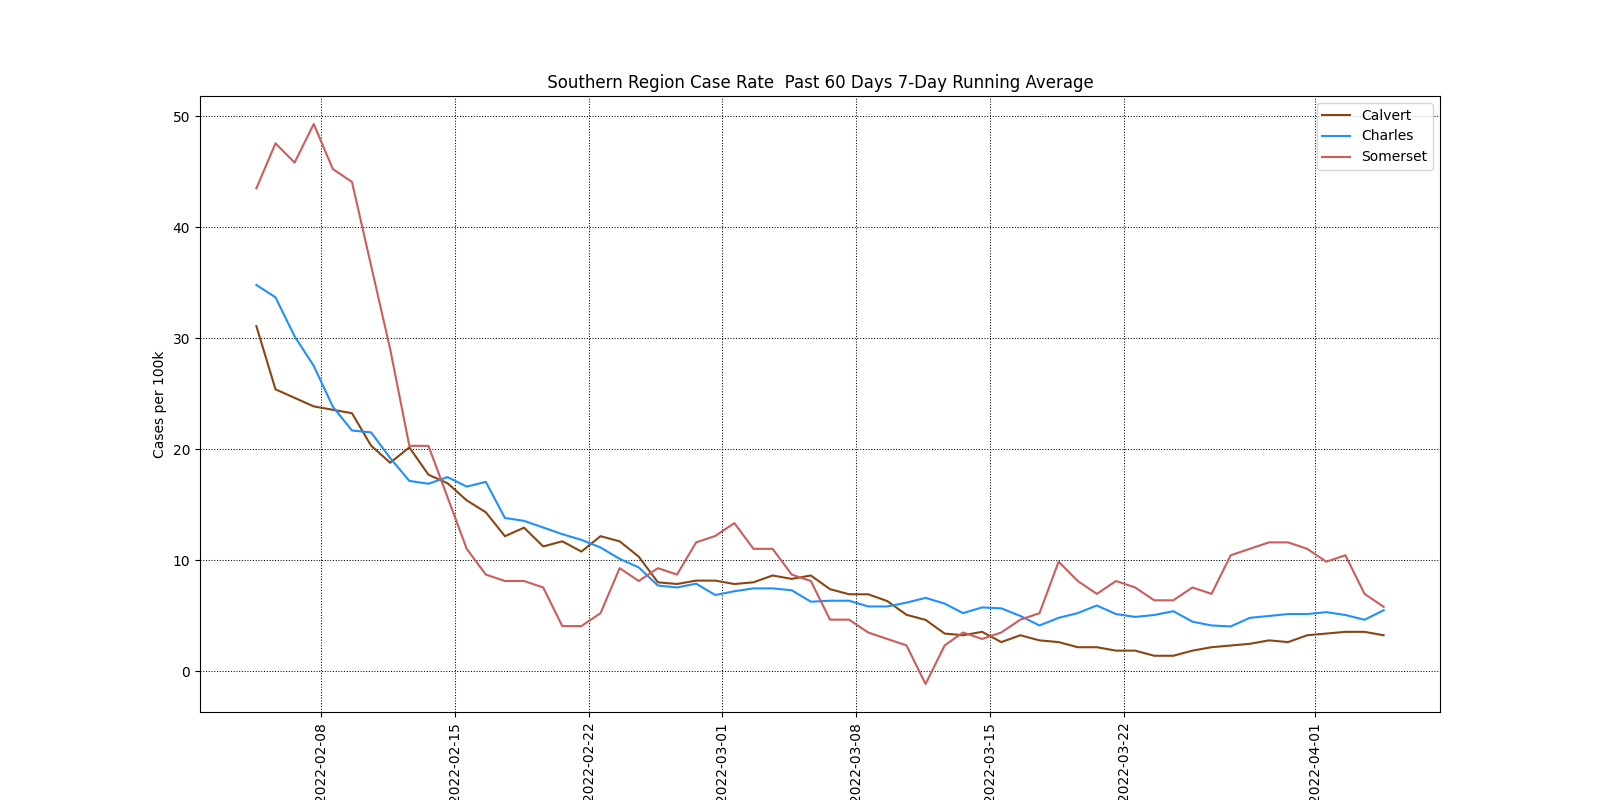 Southern Region Case Rate  Past 60 Days 7-Day Running Average
Calvert
Charles
Somerset
Cases per 100k
50
40
30
20
10
0
2022-02-08
2022-02-15
2022-02-22
2022-03-01
2022-03-08
2022-03-15
2022-03-22
2022-04-01